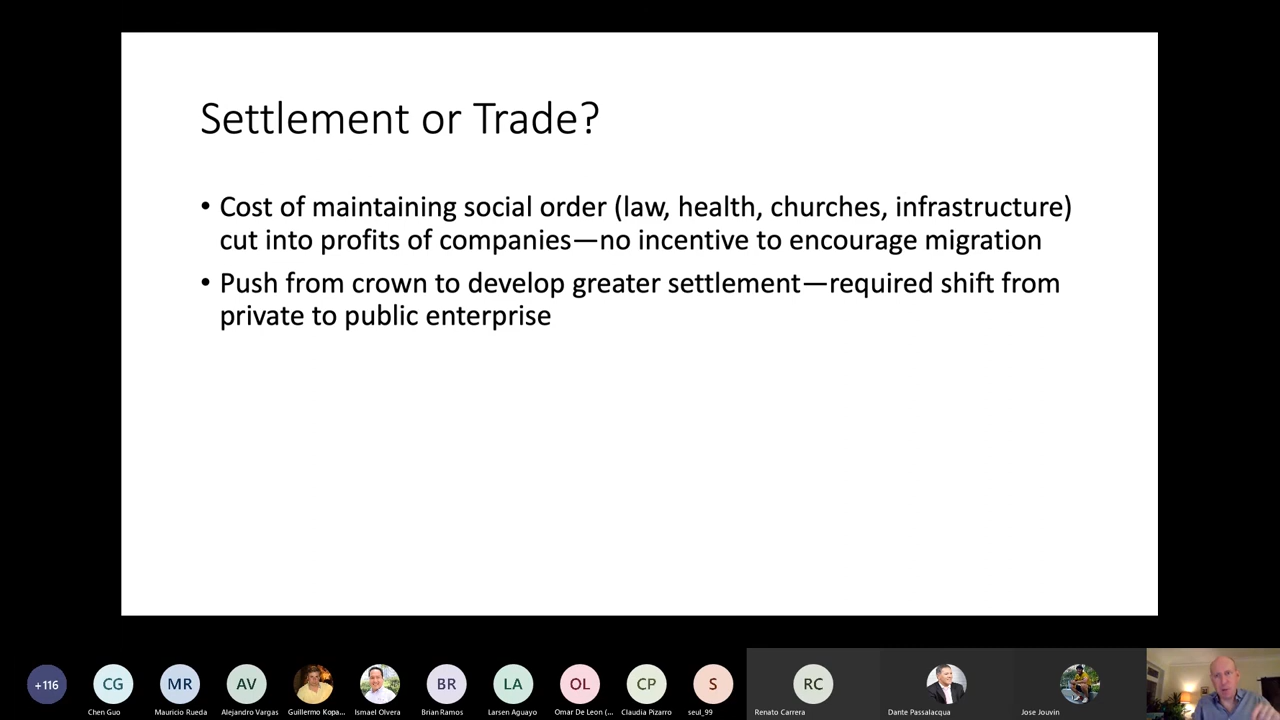 Settlement or Trade?
• Cost of maintaining social order (law, health, churches, infrastructure)
cut into profits of companies—no incentive to encourage migration
• Push from crown to develop greater settlement—required shift from
private to public enterprise
+116
CG
MR
AV
BR
LA
OL
CP
S
RC
Chen Guo
Mauricio Rueda
Alejandro Vargas
Guillermo Kopa...
Ismael Olvera
Brian Ramos
Larsen Aguayo
Omar De Leon (...
Claudia Pizarro
seul_99
Renato Carrera
Dante Passalacqua
Jose Jouvin